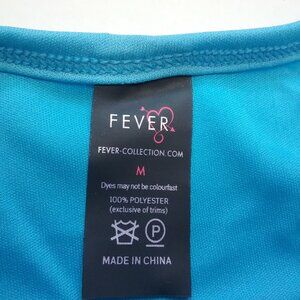 FEVER
FEVER-COLLECTION.COM
M
Dyes may not be colourfast
100% POLYESTER
(exclusive of trims)
P
MADE IN CHINA